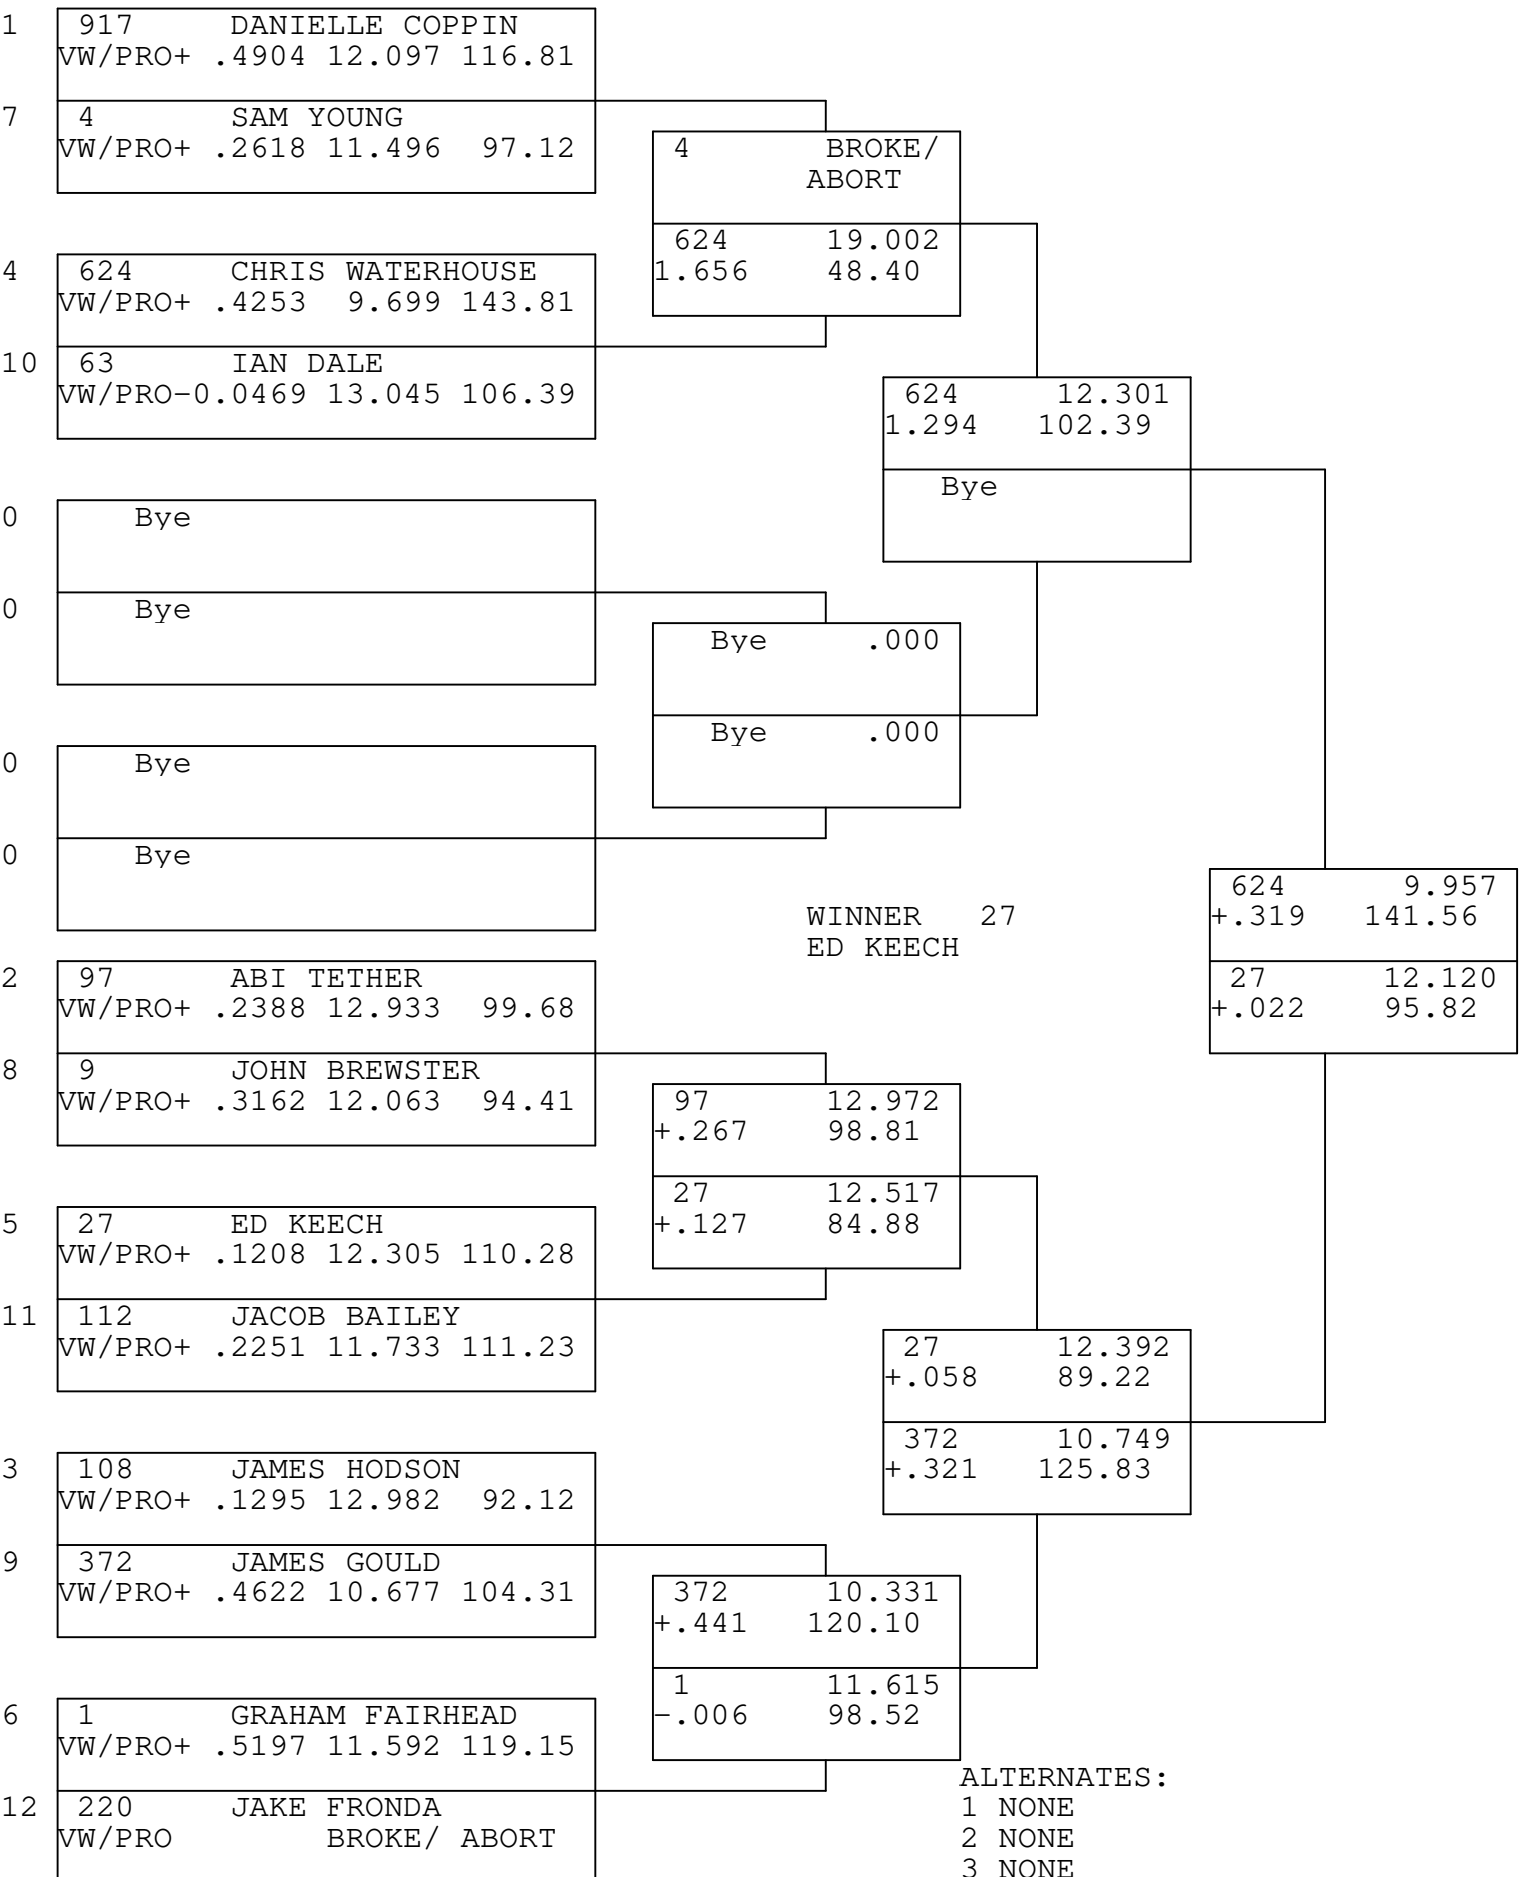 1 917 DANIELLE COPPIN
VW/PRO+ .4904 12.097 116.81
7 4 SAM YOUNG
VW/PRO+ .2618 11.496 97.12
4 BROKE/
ABORT
624 19.002
1.656 48.40
4 624 CHRIS WATERHOUSE
VW/PRO+ .4253 9.699 143.81
10 63 IAN DALE
VW/PRO-0.0469 13.045 106.39
624 12.301
1.294 102.39
Bye
0 Bye
0 Bye
Bye .000
Bye .000
0 Bye
0 Bye
624 9.957
+.319 141.56
27 12.120
+.022 95.82
WINNER 27
ED KEECH
2 97 ABI TETHER
VW/PRO+ .2388 12.933 99.68
8 9 JOHN BREWSTER
VW/PRO+ .3162 12.063 94.41
97 12.972
+.267 98.81
27 12.517
+.127 84.88
5 27 ED KEECH
VW/PRO+ .1208 12.305 110.28
11 112 JACOB BAILEY
VW/PRO+ .2251 11.733 111.23
27 12.392
+.058 89.22
372 10.749
+.321 125.83
3 108 JAMES HODSON
VW/PRO+ .1295 12.982 92.12
9 372 JAMES GOULD
VW/PRO+ .4622 10.677 104.31
372 10.331
+.441 120.10
1 11.615
-.006 98.52
6 1 GRAHAM FAIRHEAD
VW/PRO+ .5197 11.592 119.15
12 220 JAKE FRONDA
VW/PRO BROKE/ ABORT
ALTERNATES:
1 NONE
2 NONE
3 NONE